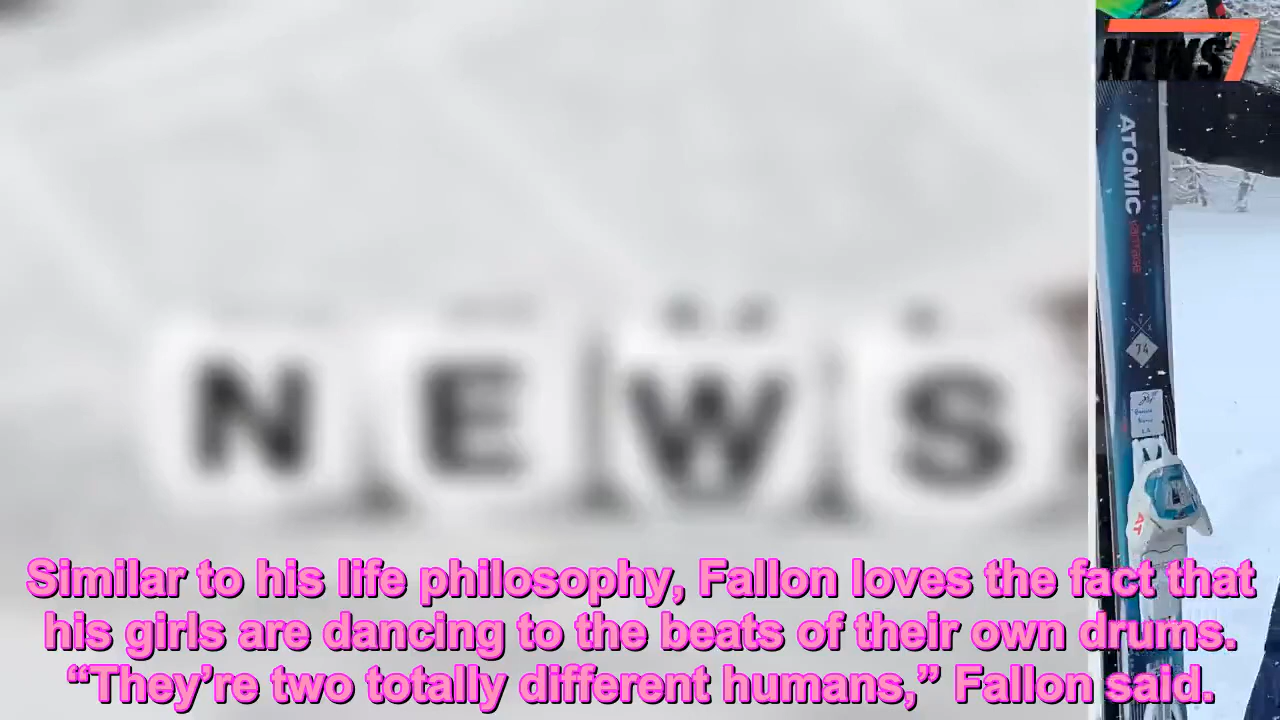 NEWS 7
ATOMIC
74
N E W S
Similar to his life philosophy, Fallon loves the fact that
his girls are dancing to the beats of their own drums.
“They’re two totally different humans,” Fallon said.